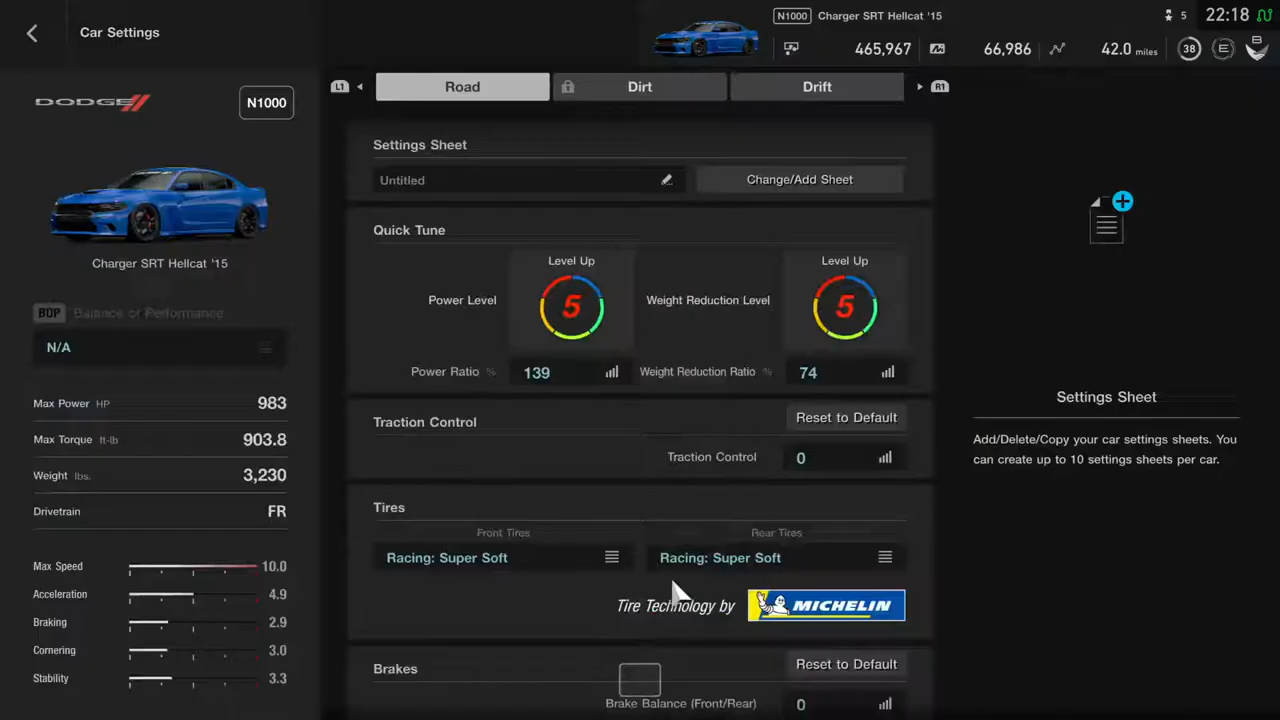 Car Settings
N1000 Charger SRT Hellcat '15
5 22:18
465,967 66,986 42.0 miles 38 E B
DODGE N1000
L1 Road Dirt Drift R1
Charger SRT Hellcat '15
BOP Balance of Performance
N/A
Max Power HP 983
Max Torque ft-lb 903.8
Weight lbs. 3,230
Drivetrain FR
Max Speed 10.0
Acceleration 4.9
Braking 2.9
Cornering 3.0
Stability 3.3
Settings Sheet
Untitled Change/Add Sheet
Quick Tune
Level Up Level Up
Power Level 5 Weight Reduction Level 5
Power Ratio % 139 Weight Reduction Ratio % 74
Traction Control Reset to Default
Traction Control 0
Tires
Front Tires Rear Tires
Racing: Super Soft Racing: Super Soft
Tire Technology by MICHELIN
Brakes Reset to Default
Brake Balance (Front/Rear) 0
Settings Sheet
Add/Delete/Copy your car settings sheets. You
can create up to 10 settings sheets per car.